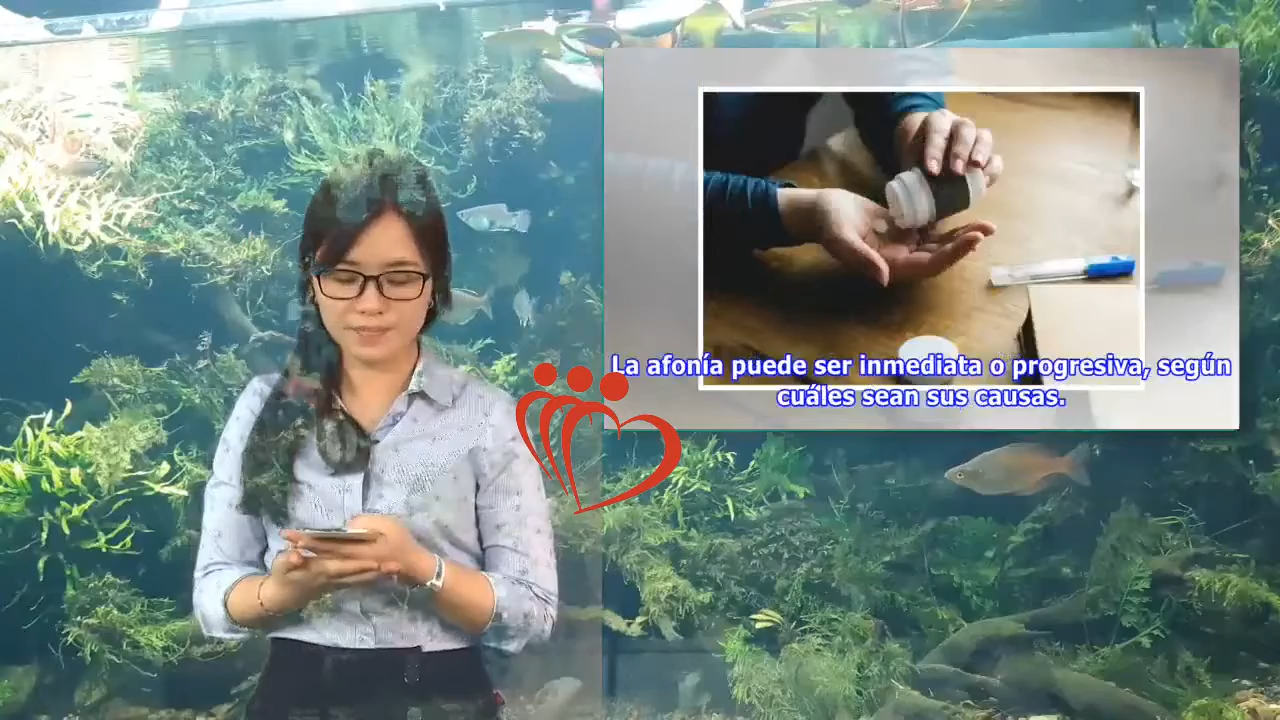 La afonía puede ser inmediata o progresiva, según
cuáles sean sus causas.